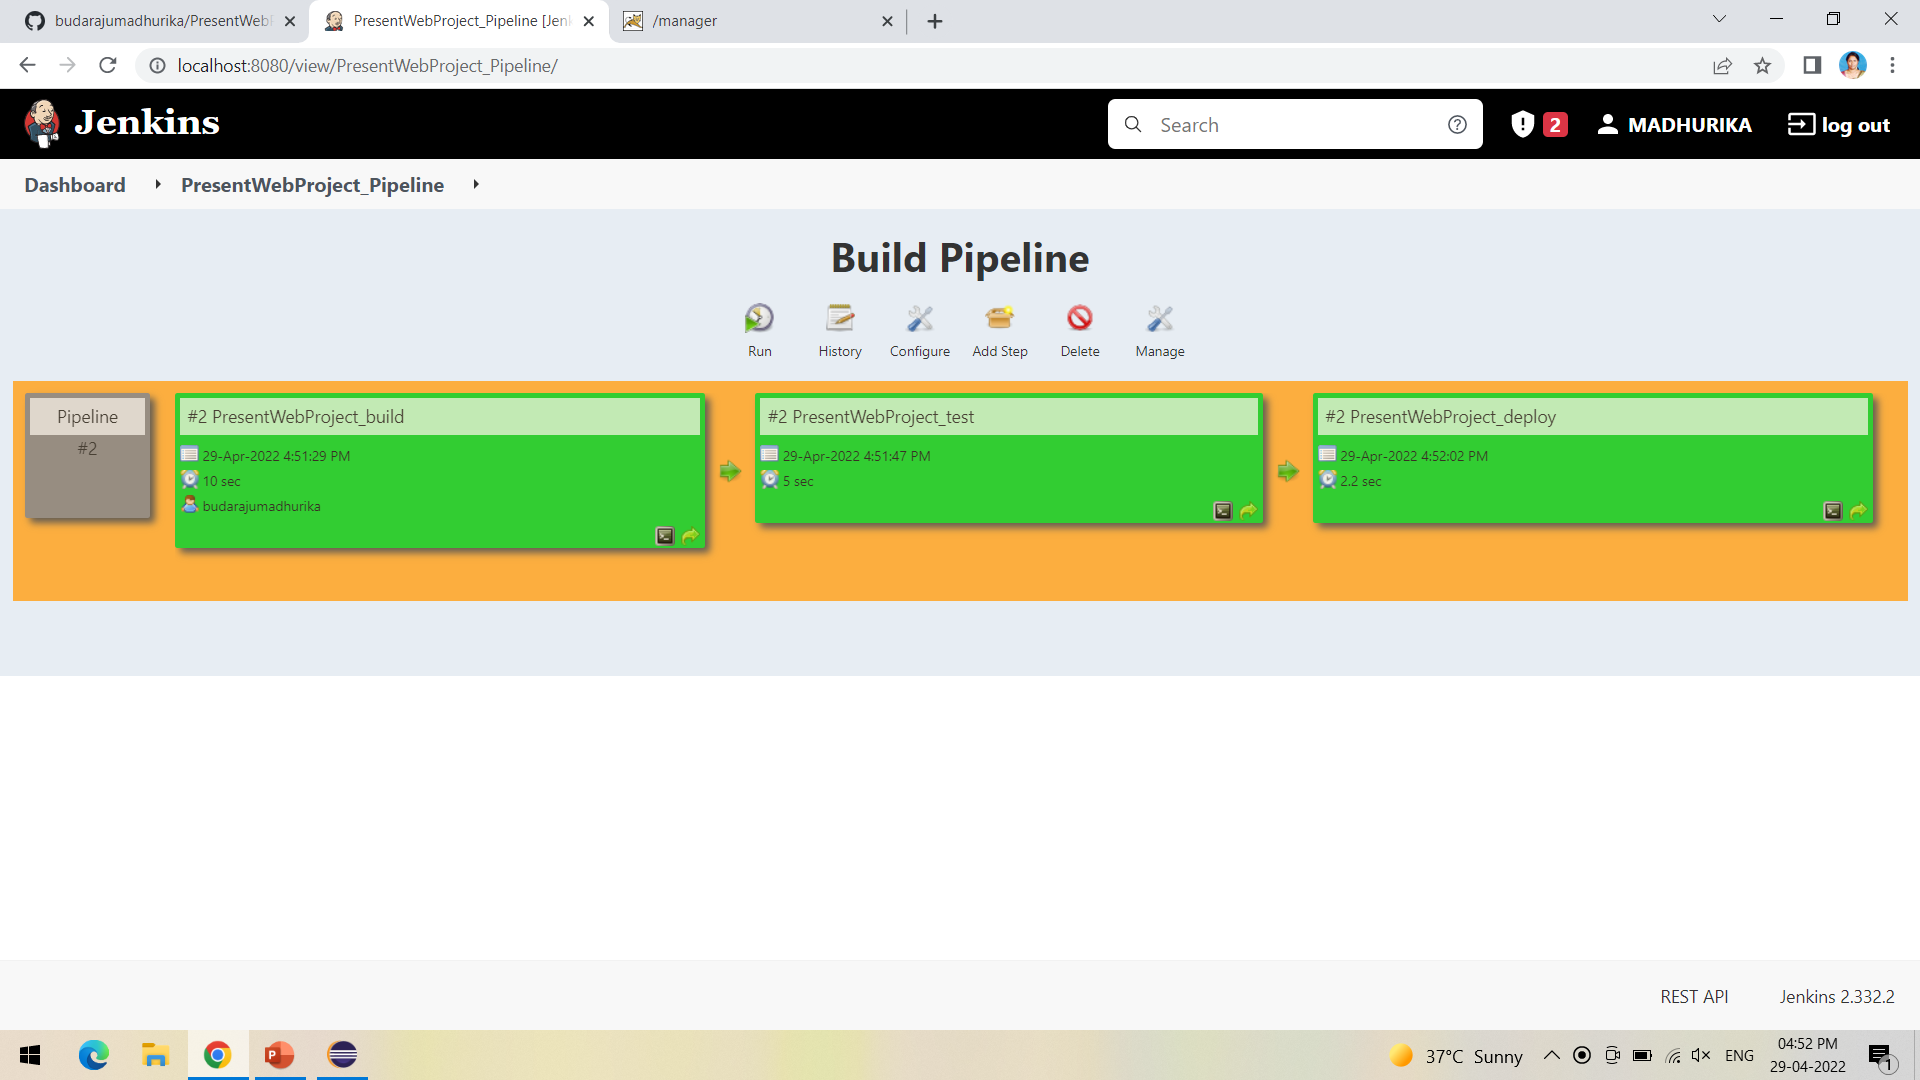 budarajumadhurika/PresentWebP
PresentWebProject_Pipeline [Jenk
/manager
localhost:8080/view/PresentWebProject_Pipeline/
Jenkins
Search
2
MADHURIKA
log out
Dashboard
PresentWebProject_Pipeline
Build Pipeline
Run
History
Configure
Add Step
Delete
Manage
Pipeline
#2
#2 PresentWebProject_build
29-Apr-2022 4:51:29 PM
10 sec
budarajumadhurika
#2 PresentWebProject_test
29-Apr-2022 4:51:47 PM
5 sec
#2 PresentWebProject_deploy
29-Apr-2022 4:52:02 PM
2.2 sec
REST API
Jenkins 2.332.2
37°C Sunny
ENG
04:52 PM
29-04-2022
1